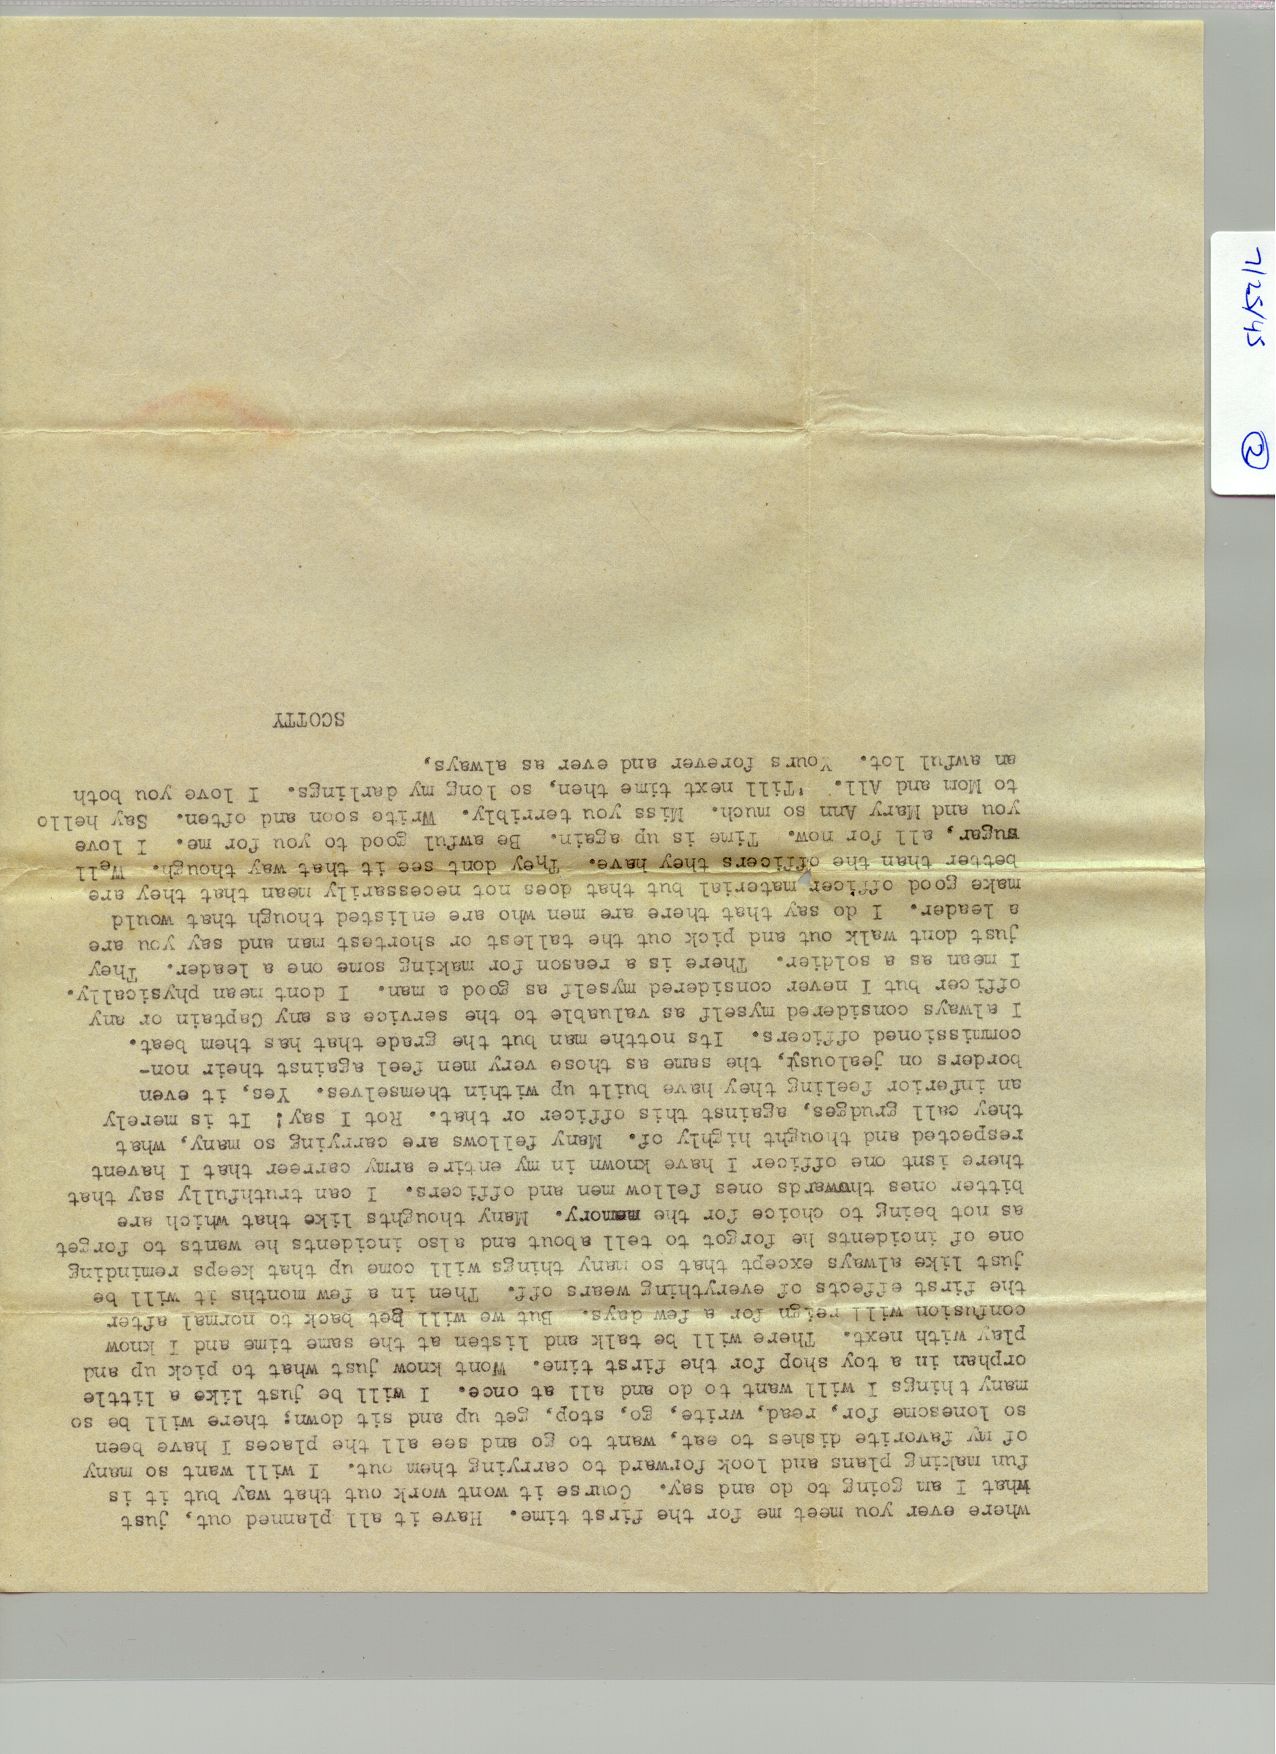 where ever you meet me for the first time. Have it all planned out, just
what I am going to do and say. Course it wont work out that way but it is
fun making plans and look forward to carrying them out. I will want so many
of my favorite dishes to eat, want to go and see all the places I have been
so lonesome for, read, write, go, stop, get up and sit down; there will be so
many things I will want to do and all at once. I will be just like a little
orphan in a toy shop for the first time. Wont know just what to pick up and
play with next. There will be talk and listen at the same time and I know
confusion will reign for a few days. But we will get back to normal after
the first effects of everything wears off. Then in a few months it will be
just like always except that so many things will come up that keeps reminding
one of incidents he forgot to tell about and also incidents he wants to forget
as not being to choice for the memory. Many thoughts like that which are
bitter ones thowards ones fellow men and officers. I can truthfully say that
there isnt one officer I have known in my entire army carreer that I havent
respected and thought highly of. Many fellows are carrying so many, what
they call grudges, against this officer or that. Rot I say! It is merely
an inferior feeling they have built up within themselves. Yes, it even
borders on jealousy, the same as those very men feel against their non-
commissioned officers. Its notthe man but the grade that has them beat.
I always considered myself as valuable to the service as any Captain or any
officer but I never considered myself as good a man. I dont mean physically.
I mean as a soldier. There is a reason for making some one a leader. They
just dont walk out and pick out the tallest or shortest man and say you are
a leader. I do say that there are men who are enlisted though that would
make good officer material but that does not necessarily mean that they are
better than the officers they have. They dont see it that way though. Well
sugar, all for now. Time is up again. Be awful good to you for me. I love
you and Mary Ann so much. Miss you terribly. Write soon and often. Say hello
to Mom and All. 'Till next time then, so long my darlings. I love you both
an awful lot. Yours forever and ever as always,
SCOTTY
7/25/45
2